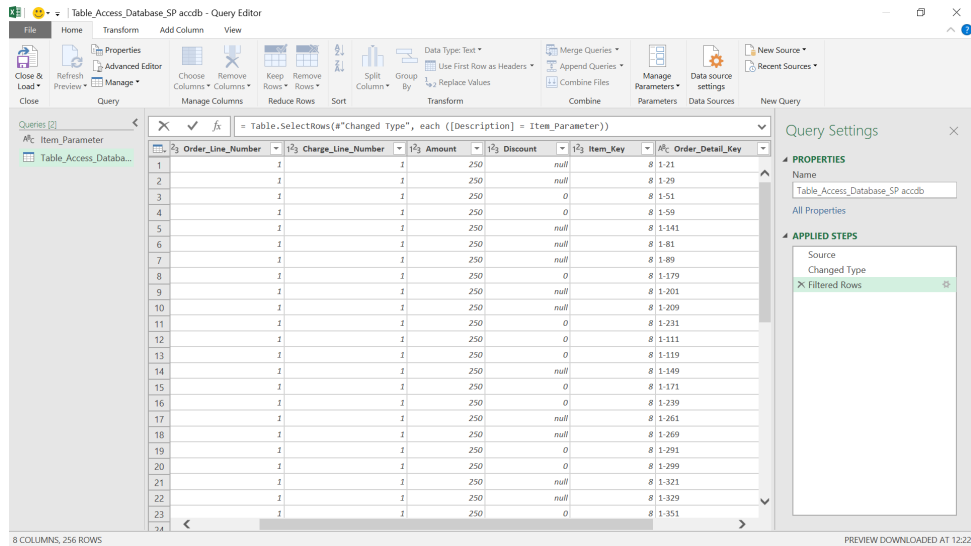 Table_Access_Database_SP accdb - Query Editor
File Home Transform Add Column View
Close & Load
Refresh Preview
Properties
Advanced Editor
Manage
Choose Columns
Remove Columns
Keep Rows
Remove Rows
Split Column
Group By
Data Type: Text
Use First Row as Headers
Replace Values
Merge Queries
Append Queries
Combine Files
Manage Parameters
Data source settings
New Source
Recent Sources
Close Query Manage Columns Reduce Rows Sort Transform Combine Parameters Data Sources New Query
Queries [2]
ABC Item_Parameter
Table_Access_Databa...
fx = Table.SelectRows(#"Changed Type", each ([Description] = Item_Parameter))
23 Order_Line_Number 123 Charge_Line_Number 123 Amount 123 Discount 123 Item_Key ABC Order_Detail_Key
1 1 1 250 null 8 1-21
2 1 1 250 null 8 1-29
3 1 1 250 0 8 1-51
4 1 1 250 0 8 1-59
5 1 1 250 null 8 1-141
6 1 1 250 null 8 1-81
7 1 1 250 null 8 1-89
8 1 1 250 0 8 1-179
9 1 1 250 null 8 1-201
10 1 1 250 null 8 1-209
11 1 1 250 0 8 1-231
12 1 1 250 0 8 1-111
13 1 1 250 0 8 1-119
14 1 1 250 null 8 1-149
15 1 1 250 0 8 1-171
16 1 1 250 0 8 1-239
17 1 1 250 null 8 1-261
18 1 1 250 null 8 1-269
19 1 1 250 0 8 1-291
20 1 1 250 0 8 1-299
21 1 1 250 null 8 1-321
22 1 1 250 null 8 1-329
23 1 1 250 0 8 1-351
24
Query Settings
PROPERTIES
Name
Table_Access_Database_SP accdb
All Properties
APPLIED STEPS
Source
Changed Type
Filtered Rows
8 COLUMNS, 256 ROWS
PREVIEW DOWNLOADED AT 12:22